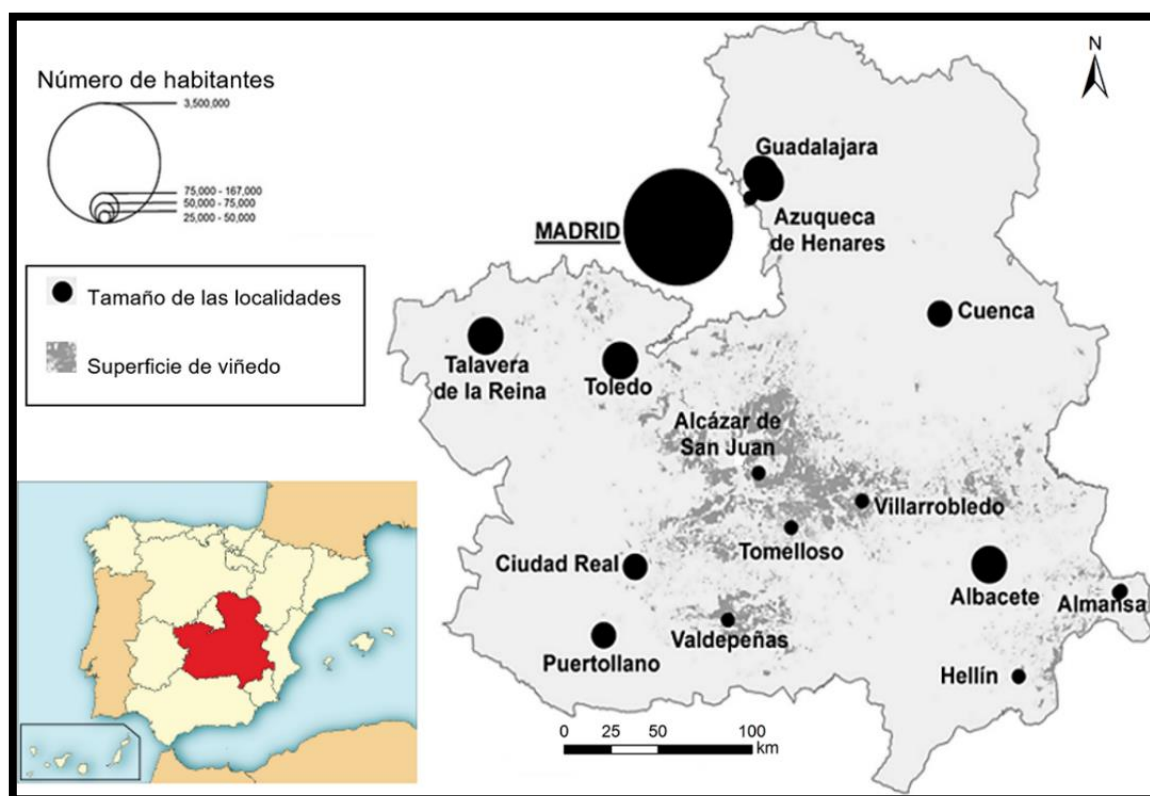 Número de habitantes
3,500,000
75,000 - 167,000
50,000 - 75,000
25,000 - 50,000
Tamaño de las localidades
Superficie de viñedo
N
Guadalajara
MADRID
Azuqueca
de Henares
Cuenca
Talavera
de la Reina
Toledo
Alcázar de
San Juan
Villarrobledo
Tomelloso
Ciudad Real
Albacete
Almansa
Valdepeñas
Puertollano
Hellín
0 25 50 100
km